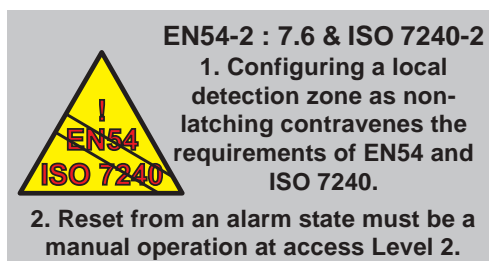 EN54-2 : 7.6 & ISO 7240-2
1. Configuring a local
detection zone as non-
latching contravenes the
requirements of EN54 and
ISO 7240.
!
EN54
ISO 7240
2. Reset from an alarm state must be a
manual operation at access Level 2.